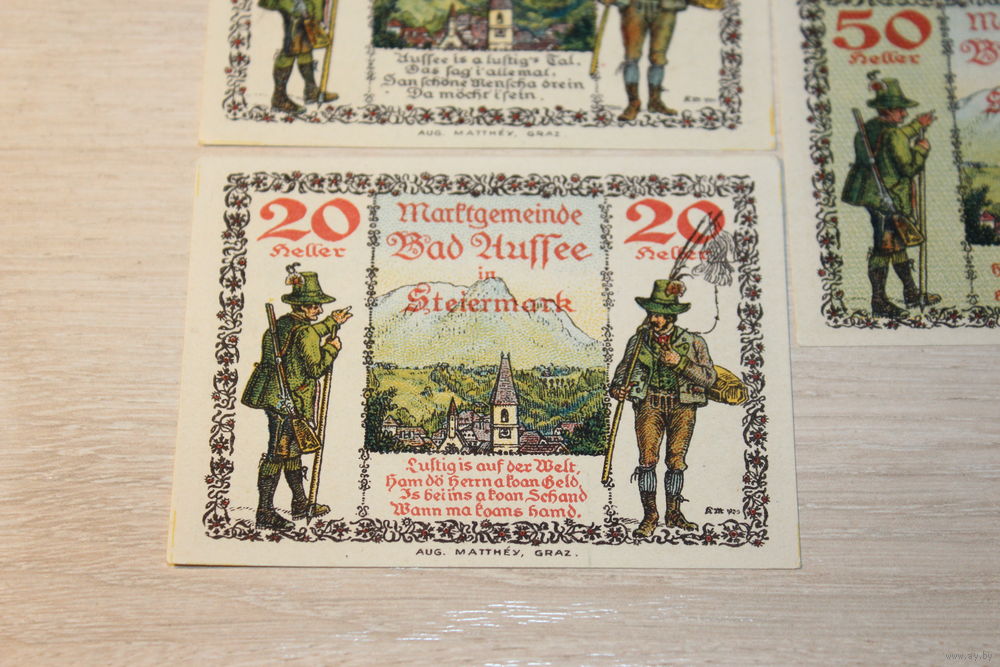 Aussee is a lustig's Tal.
Das sag' i allemal.
San schöne Menscha drein
Da möcht i sein.
AUG. MATTHÉY, GRAZ.
50
Heller
20
Heller
Marktgemeinde
Bad Aussee
in
Steiermark
20
Heller
Lustig is auf der Welt,
Ham dö Herrn a koan Geld,
Is bei ins a koan Schand
Wann ma koans hamd.
AUG. MATTHÉY, GRAZ.
www.ay.by